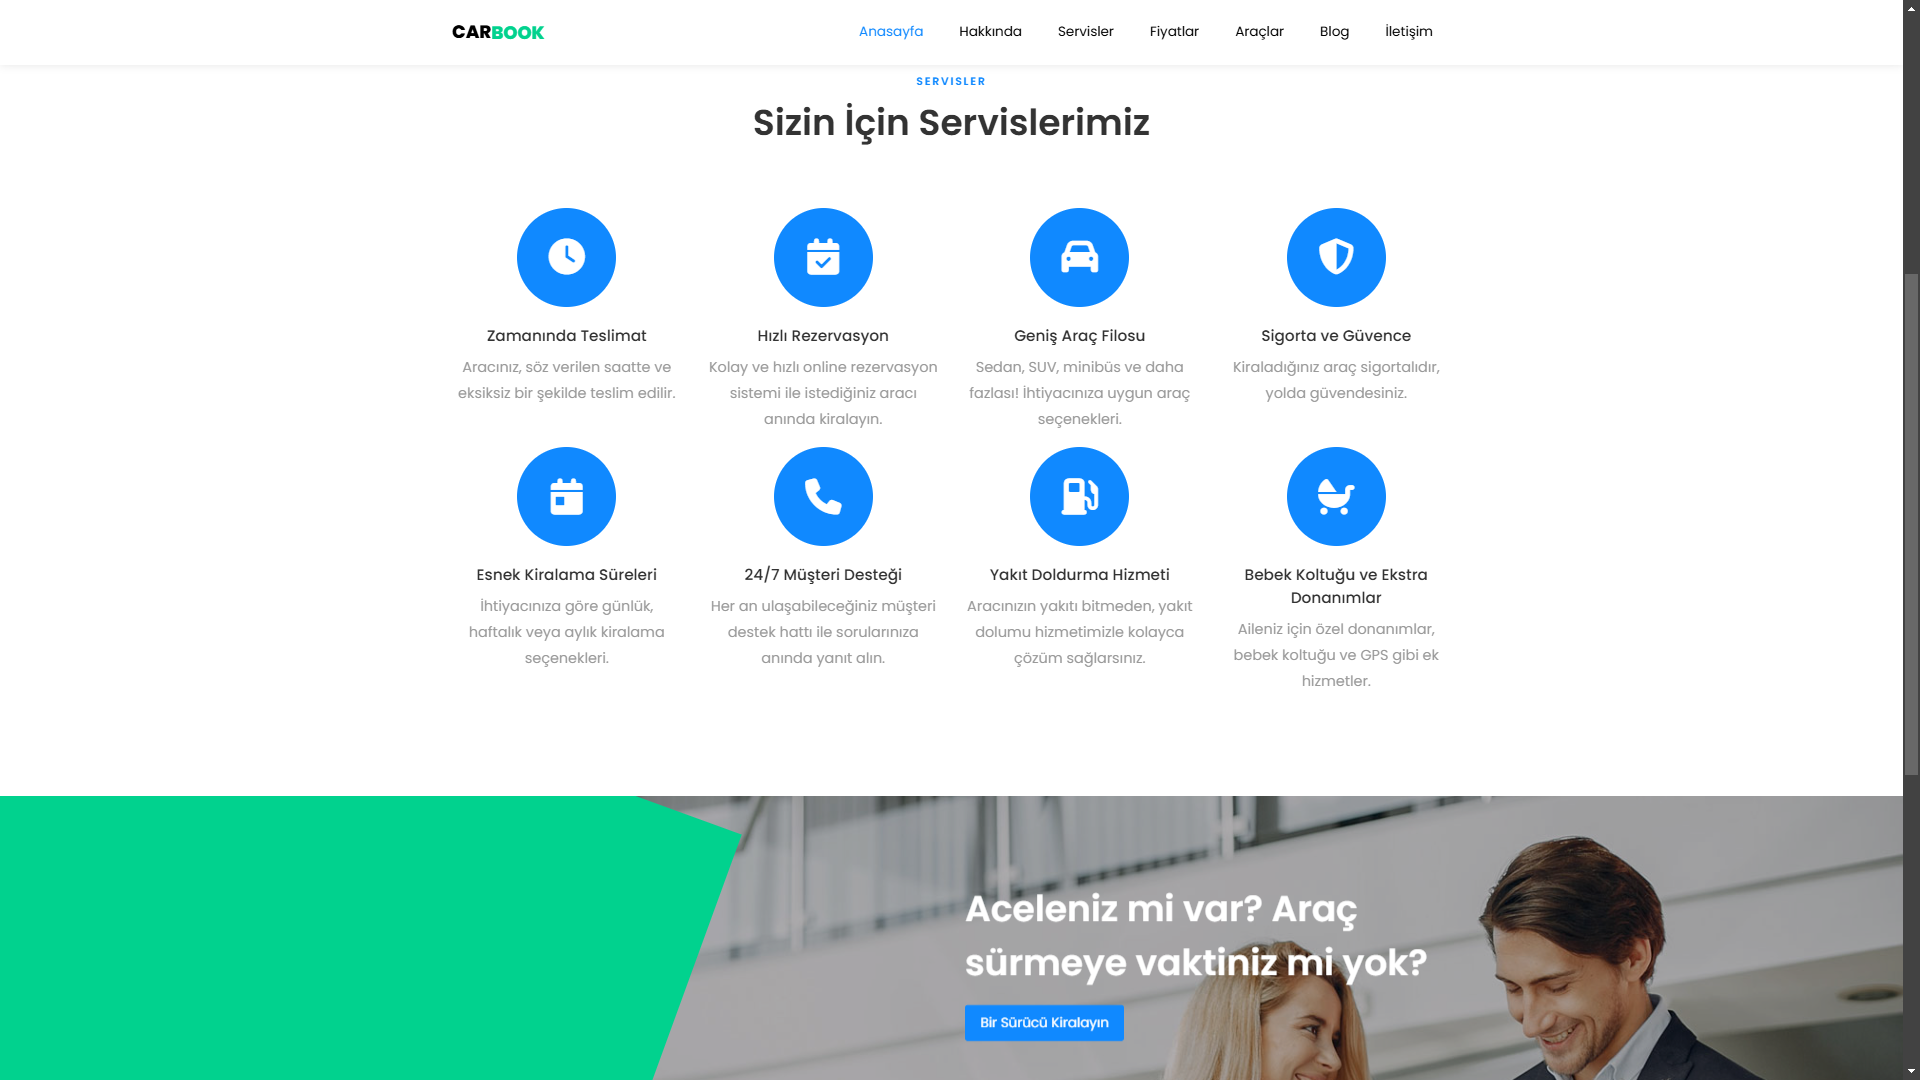 CARBOOK
Anasayfa
Hakkında
Servisler
Fiyatlar
Araçlar
Blog
İletişim
SERVISLER
Sizin İçin Servislerimiz
Zamanında Teslimat
Aracınız, söz verilen saatte ve
eksiksiz bir şekilde teslim edilir.
Hızlı Rezervasyon
Kolay ve hızlı online rezervasyon
sistemi ile istediğiniz aracı
anında kiralayın.
Geniş Araç Filosu
Sedan, SUV, minibüs ve daha
fazlası! İhtiyacınıza uygun araç
seçenekleri.
Sigorta ve Güvence
Kiraladığınız araç sigortalıdır,
yolda güvendesiniz.
Esnek Kiralama Süreleri
İhtiyacınıza göre günlük,
haftalık veya aylık kiralama
seçenekleri.
24/7 Müşteri Desteği
Her an ulaşabileceğiniz müşteri
destek hattı ile sorularınıza
anında yanıt alın.
Yakıt Doldurma Hizmeti
Aracınızın yakıtı bitmeden, yakıt
dolumu hizmetimizle kolayca
çözüm sağlarsınız.
Bebek Koltuğu ve Ekstra
Donanımlar
Aileniz için özel donanımlar,
bebek koltuğu ve GPS gibi ek
hizmetler.
Aceleniz mi var? Araç
sürmeye vaktiniz mi yok?
Bir Sürücü Kiralayın